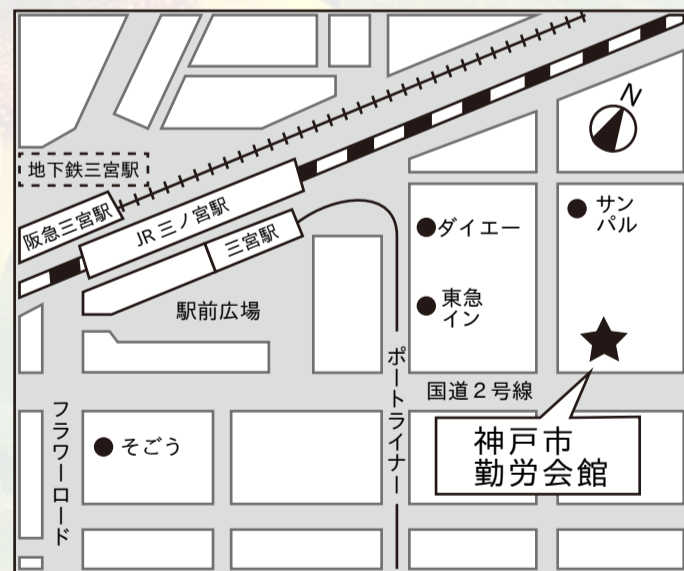 N
地下鉄三宮駅
阪急三宮駅
JR三ノ宮駅
三宮駅
駅前広場
ダイエー
サン
パル
東急
イン
ポートライナー
国道２号線
フラワーロード
そごう
神戸市
勤労会館